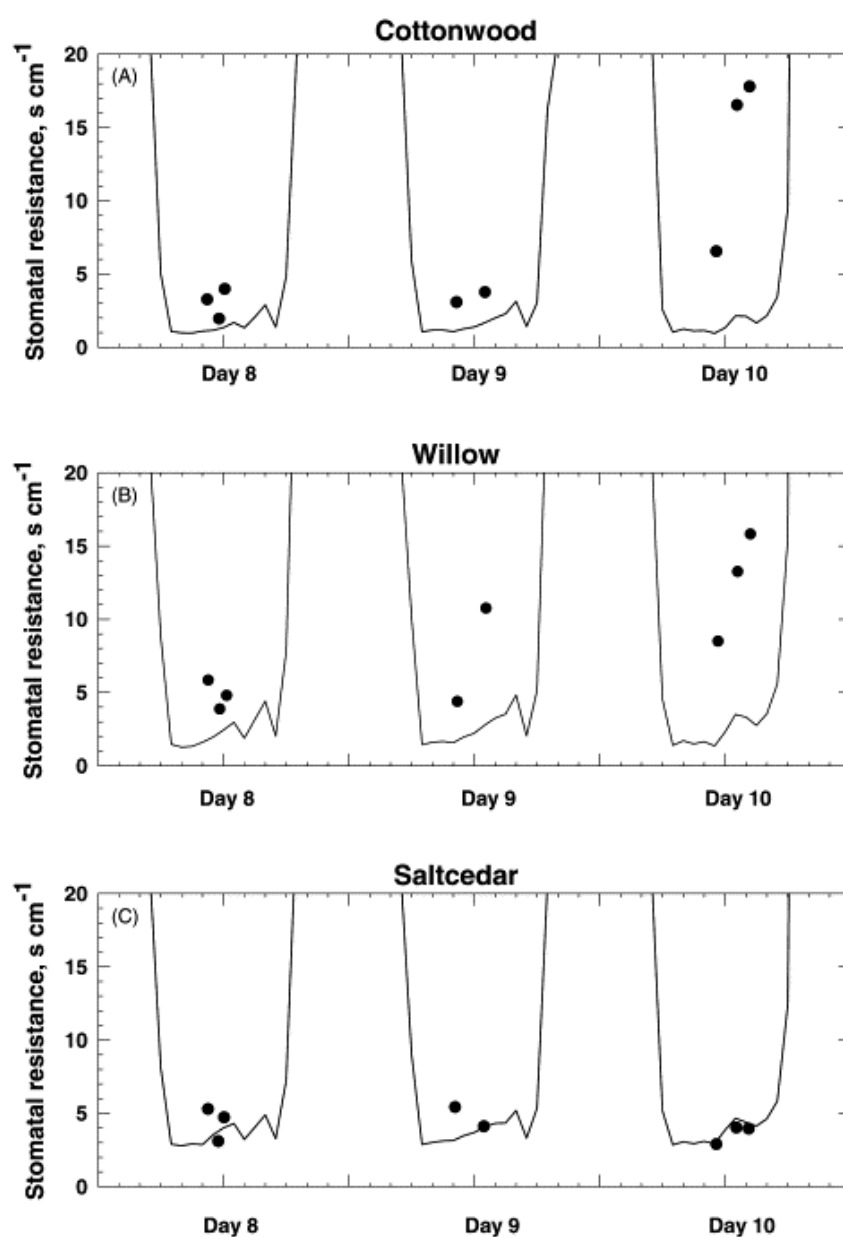 Cottonwood
(A)
Stomatal resistance, s cm⁻¹
20
15
10
5
0
Day 8 Day 9 Day 10
Willow
(B)
Stomatal resistance, s cm⁻¹
20
15
10
5
0
Day 8 Day 9 Day 10
Saltcedar
(C)
Stomatal resistance, s cm⁻¹
20
15
10
5
0
Day 8 Day 9 Day 10